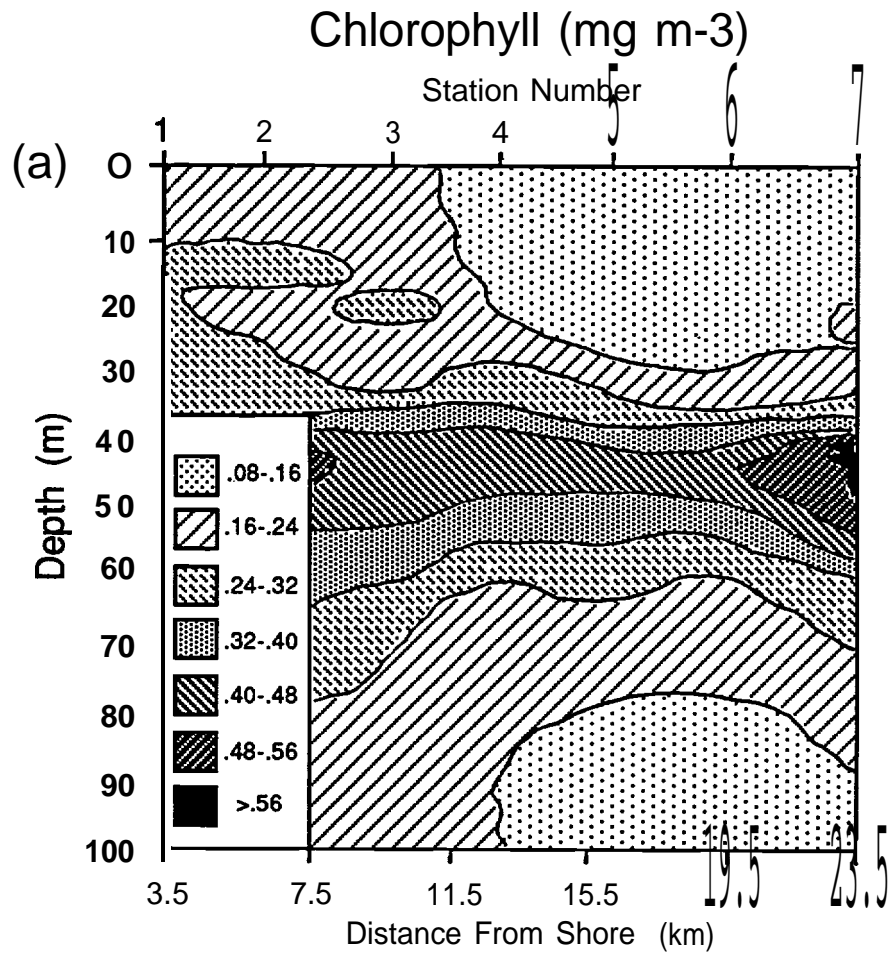 Chlorophyll (mg m-3)
Station Number
1 2 3 4 5 6 7
(a)
O
10
20
30
40
50
60
70
80
90
100
Depth (m)
.08-.16
.16-.24
.24-.32
.32-.40
.40-.48
.48-.56
>.56
3.5 7.5 11.5 15.5 19.5 23.5
Distance From Shore (km)